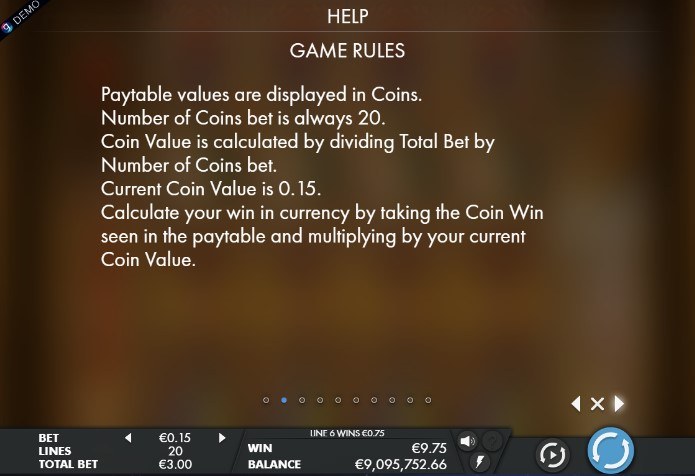 DEMO
HELP
GAME RULES
Paytable values are displayed in Coins.
Number of Coins bet is always 20.
Coin Value is calculated by dividing Total Bet by
Number of Coins bet.
Current Coin Value is 0.15.
Calculate your win in currency by taking the Coin Win
seen in the paytable and multiplying by your current
Coin Value.
LINE 6 WINS €0.75
BET €0.15
LINES 20
TOTAL BET €3.00
WIN €9.75
BALANCE €9,095,752.66